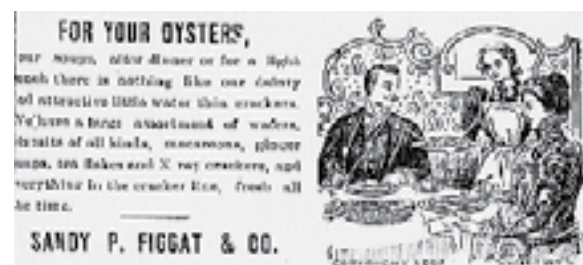 FOR YOUR OYSTERS,
our soups, after dinner or for a light
lunch there is nothing like our dainty
and attractive little water thin crackers.
We have a large assortment of wafers,
biscuits of all kinds, macaroons, ginger
snaps, tea flakes and X ray crackers, and
everything in the cracker line, fresh all
the time.
SANDY P. FIGGAT & CO.